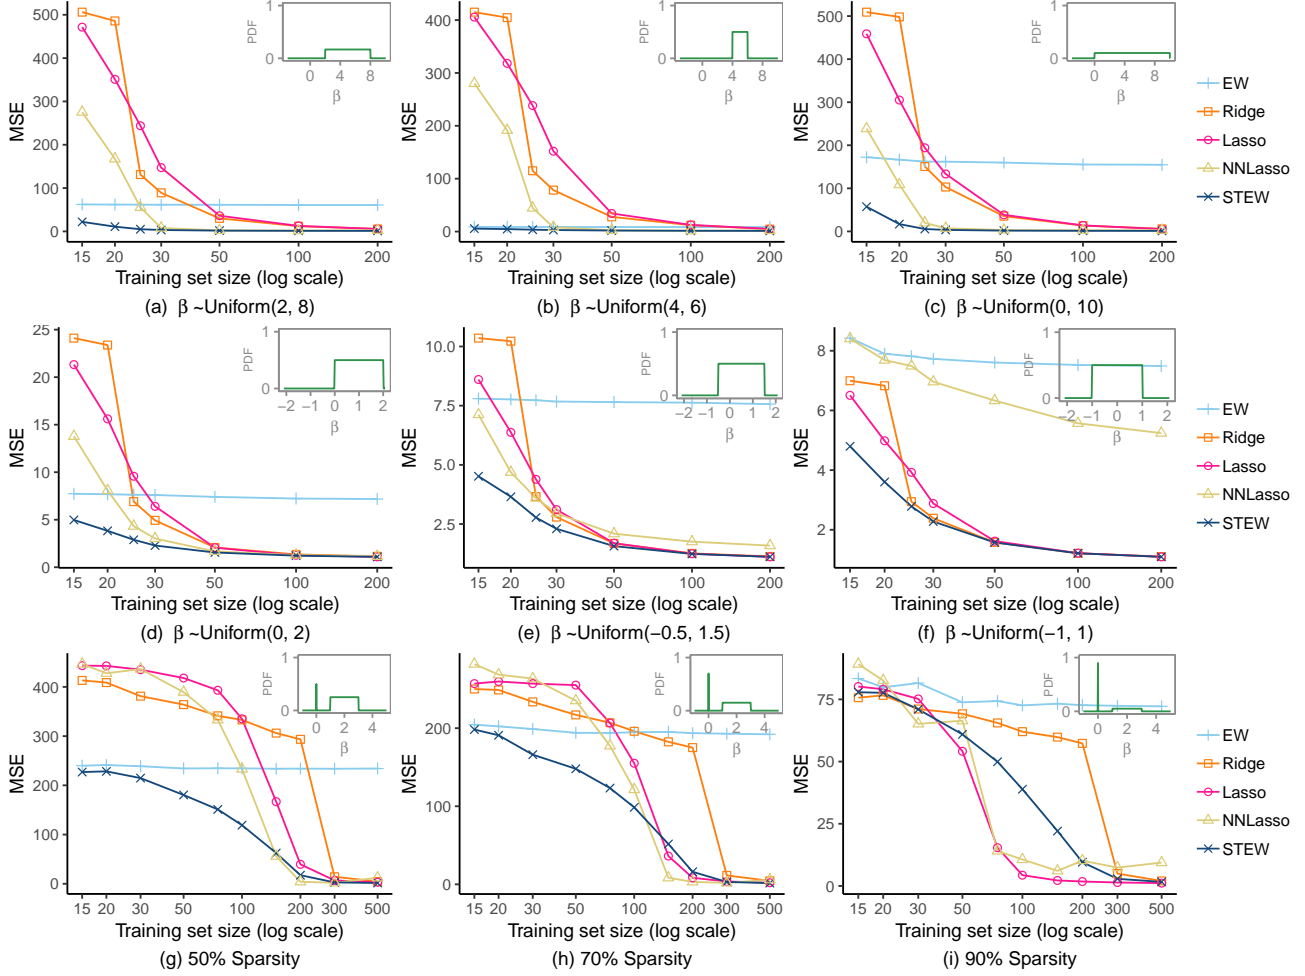 500
400
300
200
100
0
MSE
PDF
1
0
0 4 8
β
15 20 30 50 100 200
Training set size (log scale)
(a) β ~Uniform(2, 8)
400
300
200
100
0
MSE
PDF
1
0
0 4 8
β
15 20 30 50 100 200
Training set size (log scale)
(b) β ~Uniform(4, 6)
500
400
300
200
100
0
MSE
PDF
1
0
0 4 8
β
15 20 30 50 100 200
Training set size (log scale)
(c) β ~Uniform(0, 10)
EW
Ridge
Lasso
NNLasso
STEW
25
20
15
10
5
0
MSE
PDF
1
0
−2 −1 0 1 2
β
15 20 30 50 100 200
Training set size (log scale)
(d) β ~Uniform(0, 2)
10.0
7.5
5.0
2.5
MSE
PDF
1
0
−2 −1 0 1 2
β
15 20 30 50 100 200
Training set size (log scale)
(e) β ~Uniform(−0.5, 1.5)
8
6
4
2
MSE
PDF
1
0
−2 −1 0 1 2
β
15 20 30 50 100 200
Training set size (log scale)
(f) β ~Uniform(−1, 1)
EW
Ridge
Lasso
NNLasso
STEW
400
300
200
100
0
MSE
PDF
1
0
0 2 4
β
15 20 30 50 100 200 300 500
Training set size (log scale)
(g) 50% Sparsity
200
100
0
MSE
PDF
1
0
0 2 4
β
15 20 30 50 100 200 300 500
Training set size (log scale)
(h) 70% Sparsity
75
50
25
0
MSE
PDF
1
0
0 2 4
β
15 20 30 50 100 200 300 500
Training set size (log scale)
(i) 90% Sparsity
EW
Ridge
Lasso
NNLasso
STEW